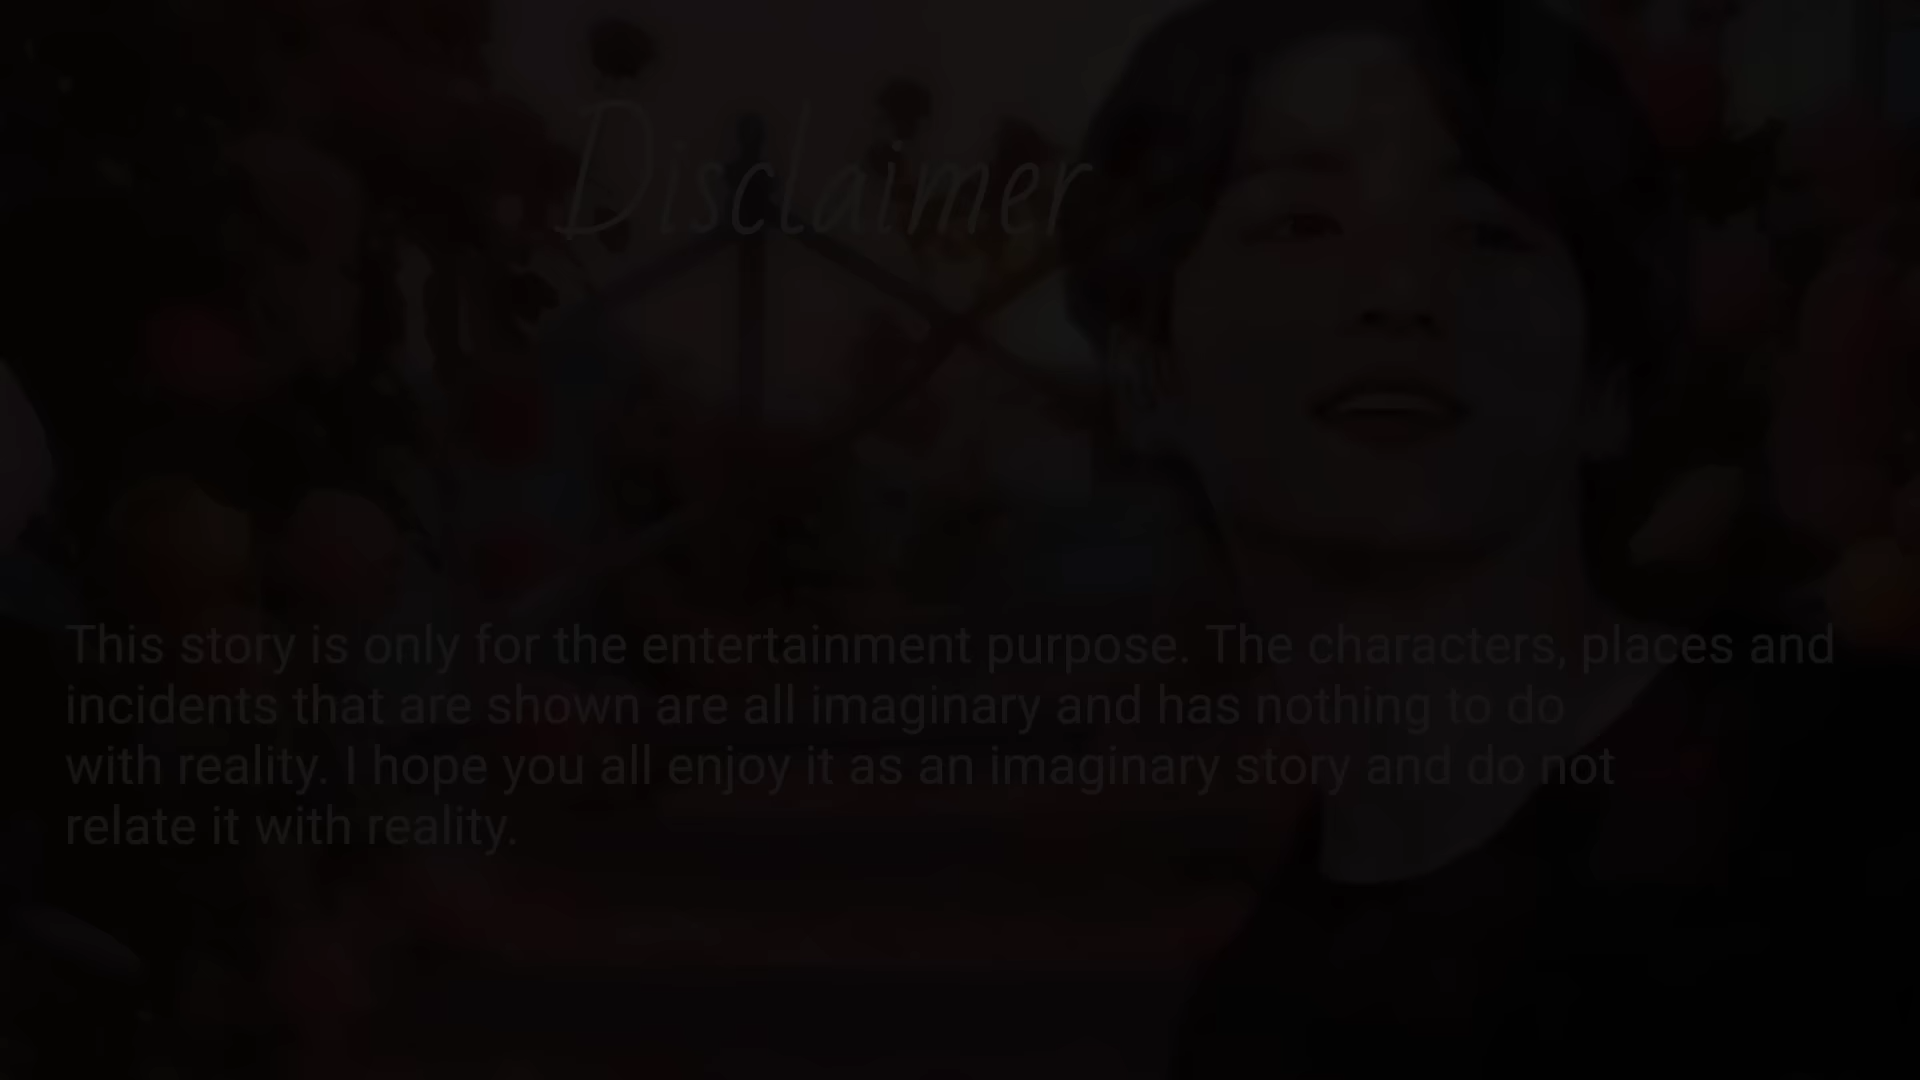 Disclaimer
This story is only for the entertainment purpose. The characters, places and
incidents that are shown are all imaginary and has nothing to do
with reality. I hope you all enjoy it as an imaginary story and do not
relate it with reality.